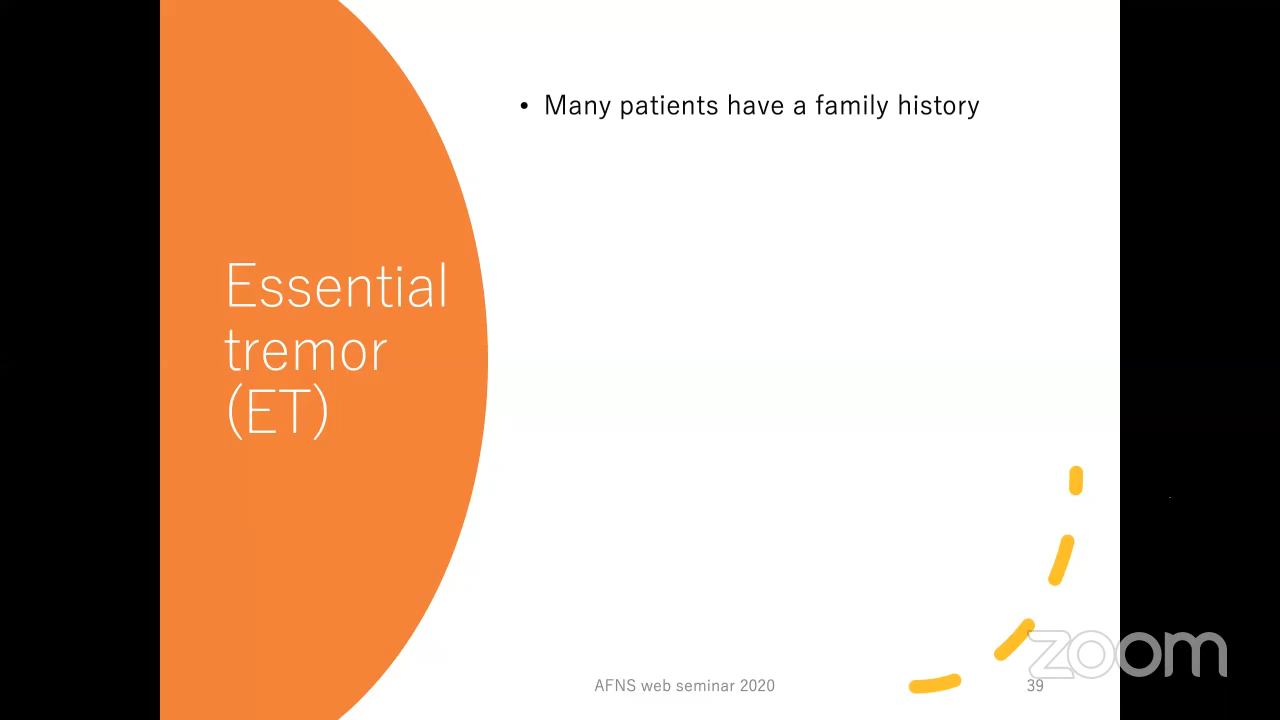 Essential
tremor
(ET)
• Many patients have a family history
AFNS web seminar 2020
39
zoom